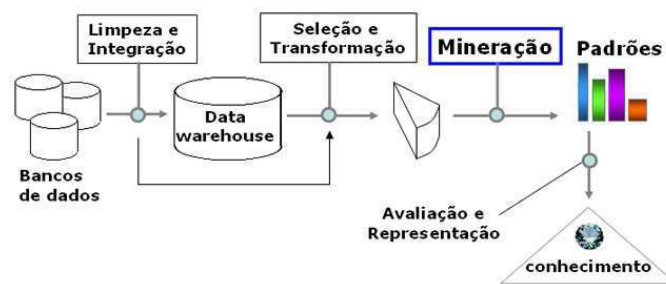 Limpeza e
Integração
Seleção e
Transformação
Mineração
Padrões
Data
warehouse
Bancos
de dados
Avaliação e
Representação
conhecimento